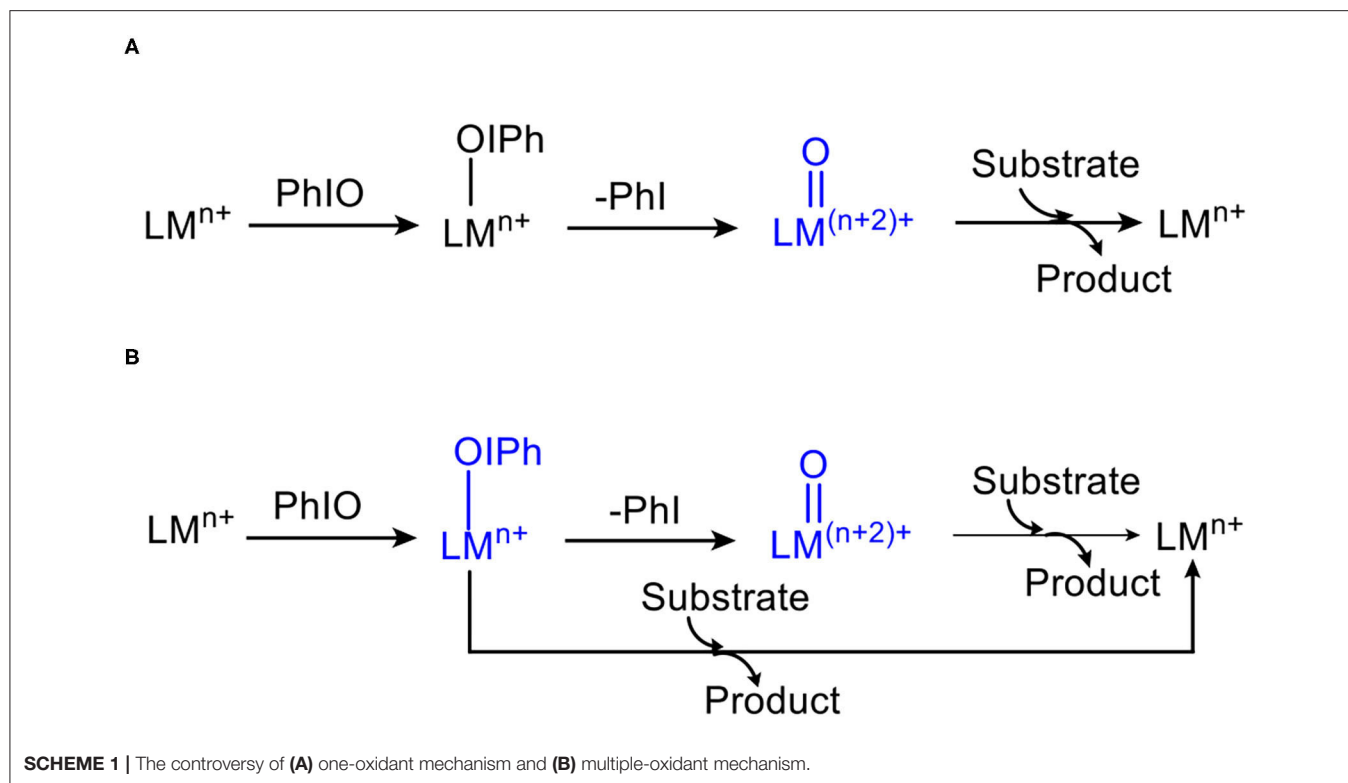 A
OIPh
O
Substrate
PhIO
-PhI
LMⁿ⁺
LMⁿ⁺
LM⁽ⁿ⁺²⁾⁺
LMⁿ⁺
Product
B
OIPh
O
Substrate
PhIO
-PhI
LMⁿ⁺
LMⁿ⁺
LM⁽ⁿ⁺²⁾⁺
LMⁿ⁺
Product
Substrate
Product
SCHEME 1 | The controversy of (A) one-oxidant mechanism and (B) multiple-oxidant mechanism.